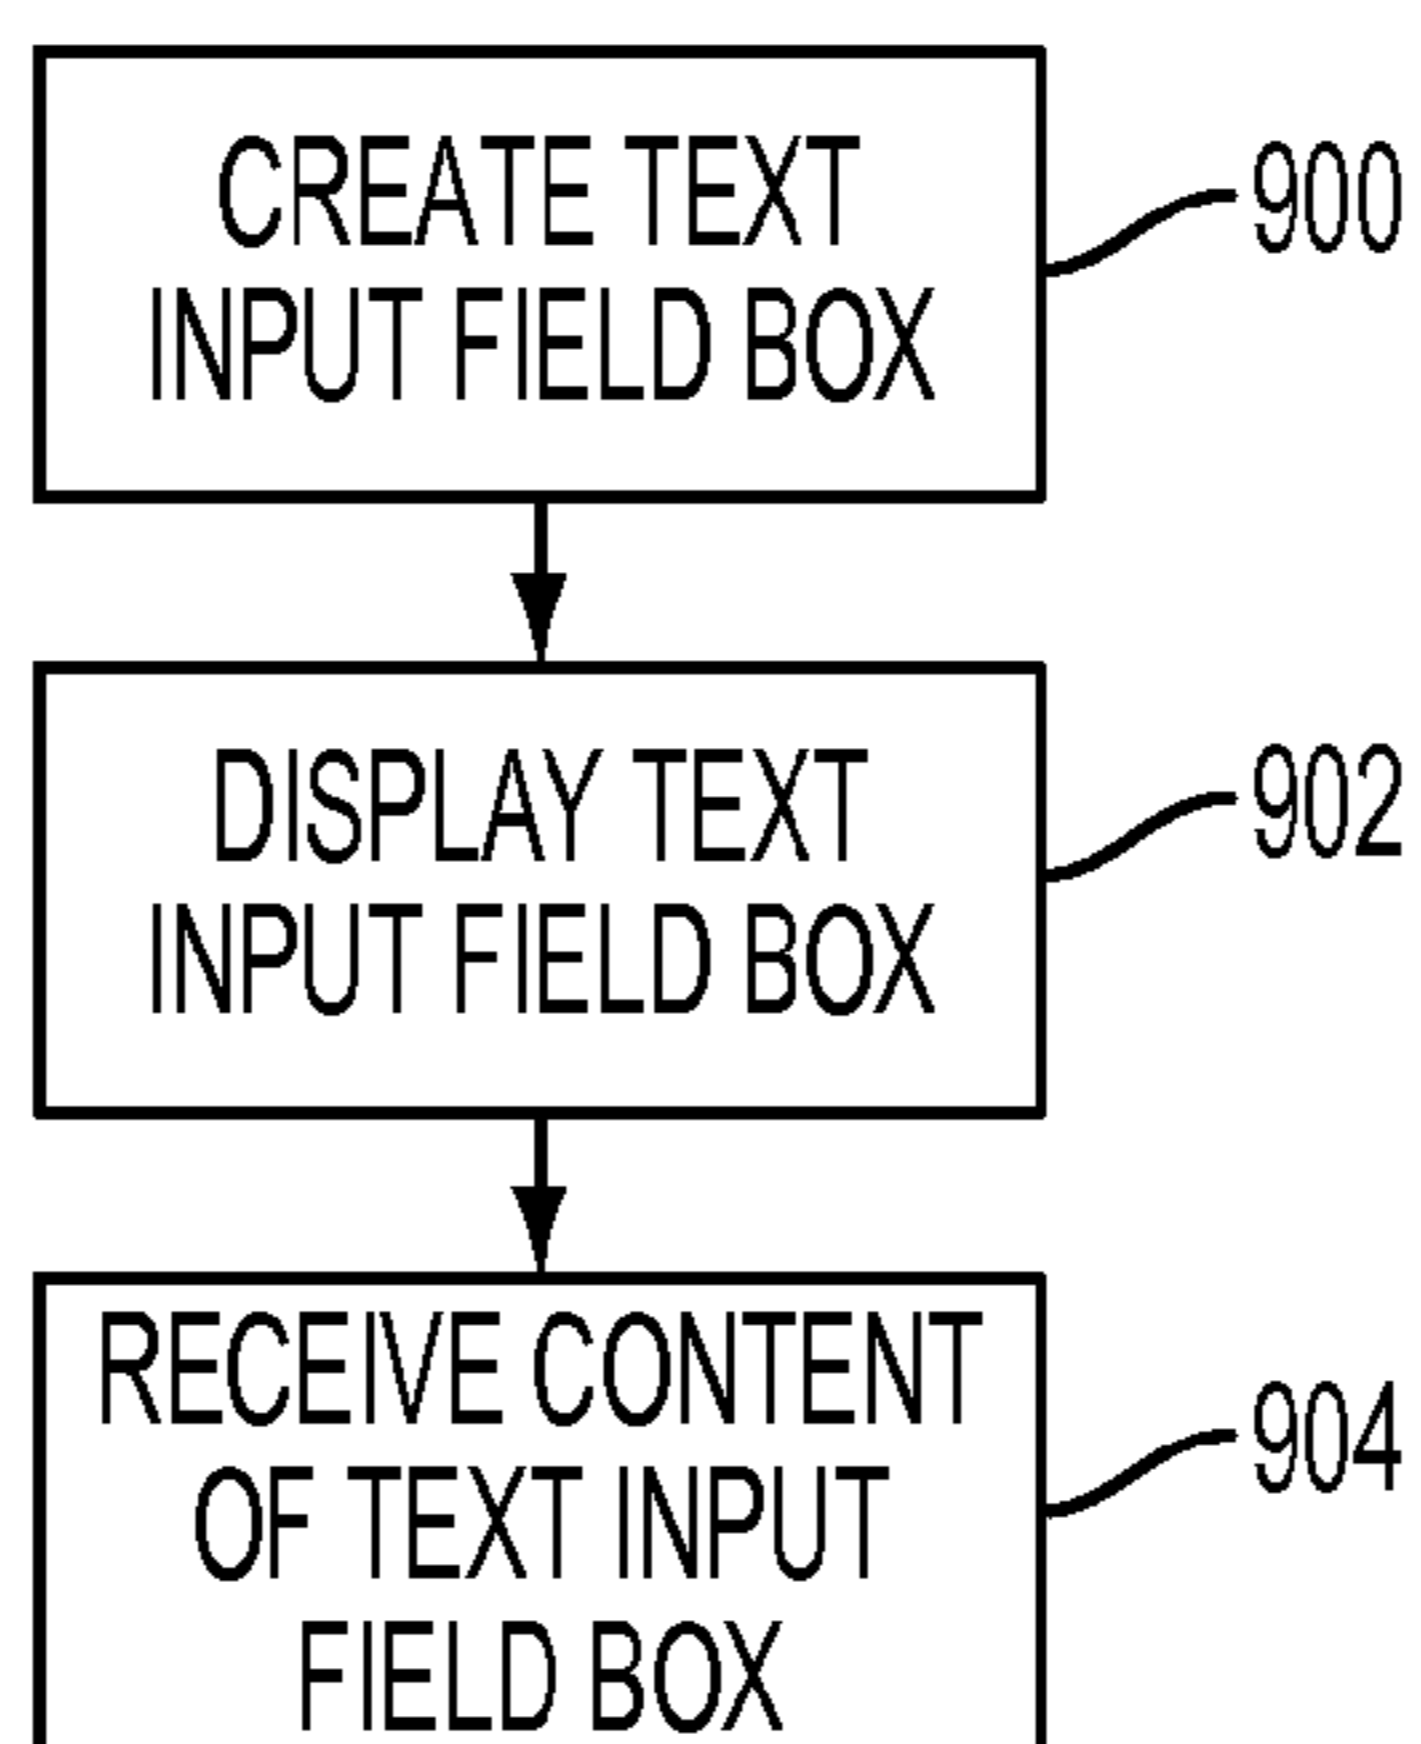 CREATE TEXT
INPUT FIELD BOX
900
DISPLAY TEXT
INPUT FIELD BOX
902
RECEIVE CONTENT
OF TEXT INPUT
FIELD BOX
904